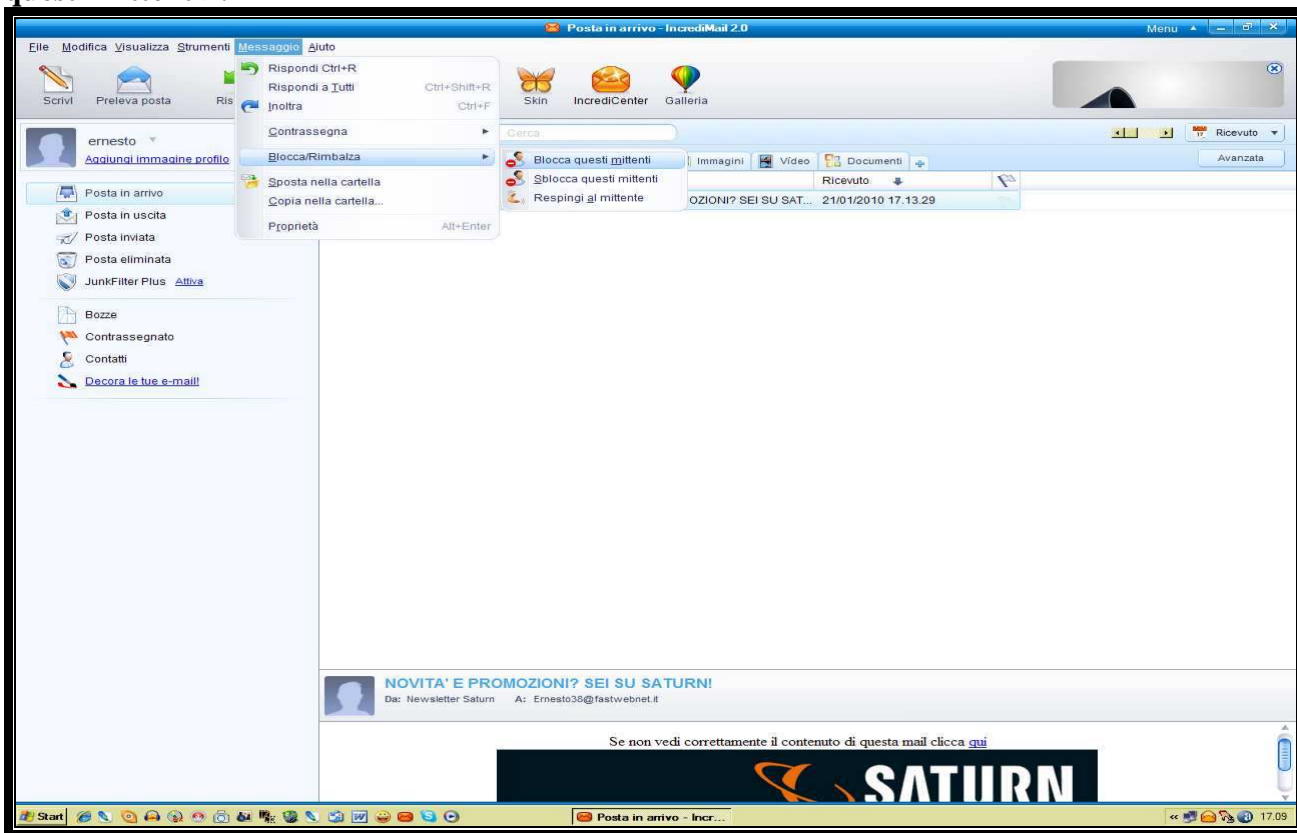 Posta in arrivo - IncrediMail 2.0
Menu
File Modifica Visualizza Strumenti Messaggio Aiuto
Scrivi
Preleva posta
Ris
Skin
IncrediCenter
Galleria
Rispondi Ctrl+R
Rispondi a Tutti Ctrl+Shift+R
Inoltra Ctrl+F
Contrassegna
Blocca/Rimbalza
Sposta nella cartella
Copia nella cartella...
Proprietà Alt+Enter
Blocca questi mittenti
Sblocca questi mittenti
Respingi al mittente
ernesto
Aggiungi immagine profilo
Cerca
17 Ricevuto
Immagini Video Documenti
Avanzata
Ricevuto
OZIONI? SEI SU SAT... 21/01/2010 17.13.29
Posta in arrivo
Posta in uscita
Posta inviata
Posta eliminata
JunkFilter Plus Attiva
Bozze
Contrassegnato
Contatti
Decora le tue e-mail!
NOVITA' E PROMOZIONI? SEI SU SATURN!
Da: Newsletter Saturn A: Ernesto38@fastwebnet.it
Se non vedi correttamente il contenuto di questa mail clicca qui
SATURN
Start
Posta in arrivo - Incr...
17.09